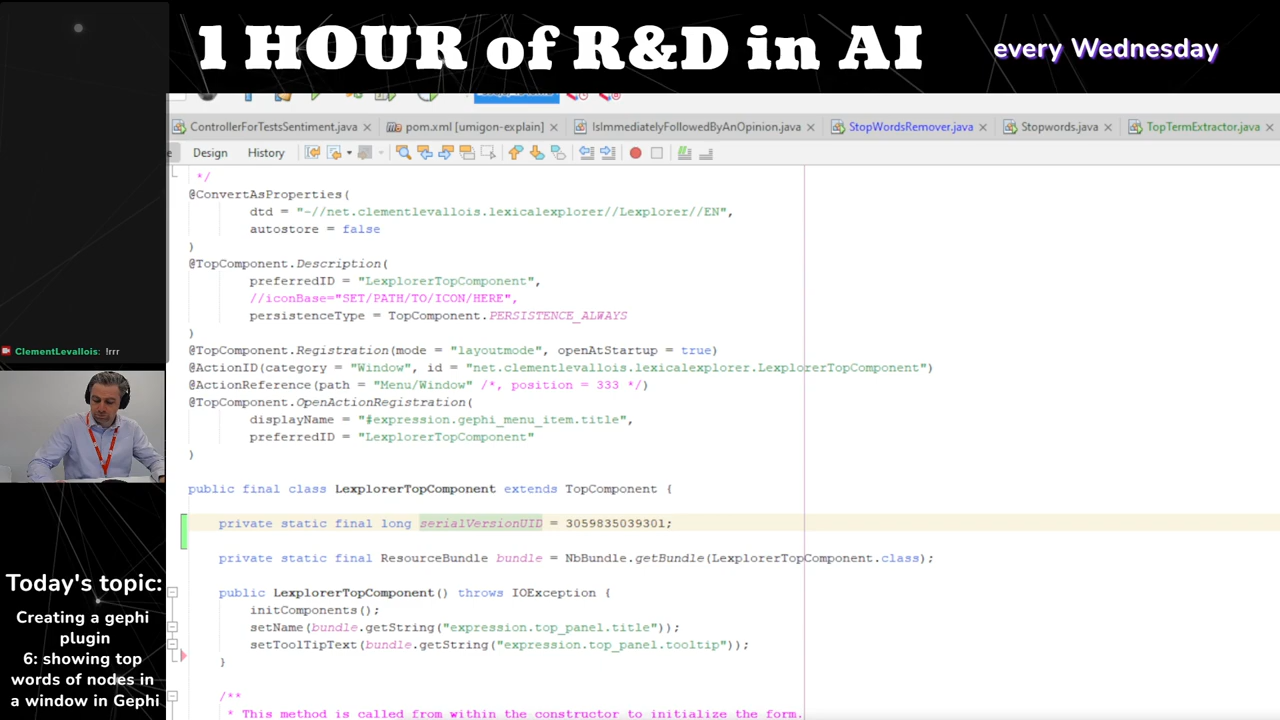 1 HOUR of R&D in AI
every Wednesday
ControllerForTestsSentiment.java
pom.xml [umigon-explain]
IsImmediatelyFollowedByAnOpinion.java
StopWordsRemover.java
Stopwords.java
TopTermExtractor.java
Design
History
*/
@ConvertAsProperties(
dtd = "-//net.clementlevallois.lexicalexplorer//Lexplorer//EN",
autostore = false
)
@TopComponent.Description(
preferredID = "LexplorerTopComponent",
//iconBase="SET/PATH/TO/ICON/HERE",
persistenceType = TopComponent.PERSISTENCE_ALWAYS
)
@TopComponent.Registration(mode = "layoutmode", openAtStartup = true)
@ActionID(category = "Window", id = "net.clementlevallois.lexicalexplorer.LexplorerTopComponent")
@ActionReference(path = "Menu/Window" /*, position = 333 */)
@TopComponent.OpenActionRegistration(
displayName = "#expression.gephi_menu_item.title",
preferredID = "LexplorerTopComponent"
)
public final class LexplorerTopComponent extends TopComponent {
private static final long serialVersionUID = 305983503930l;
private static final ResourceBundle bundle = NbBundle.getBundle(LexplorerTopComponent.class);
public LexplorerTopComponent() throws IOException {
initComponents();
setName(bundle.getString("expression.top_panel.title"));
setToolTipText(bundle.getString("expression.top_panel.tooltip"));
}
/**
* This method is called from within the constructor to initialize the form.
ClementLevallois: !rrr
Today's topic:
Creating a gephi
plugin
6: showing top
words of nodes in
a window in Gephi